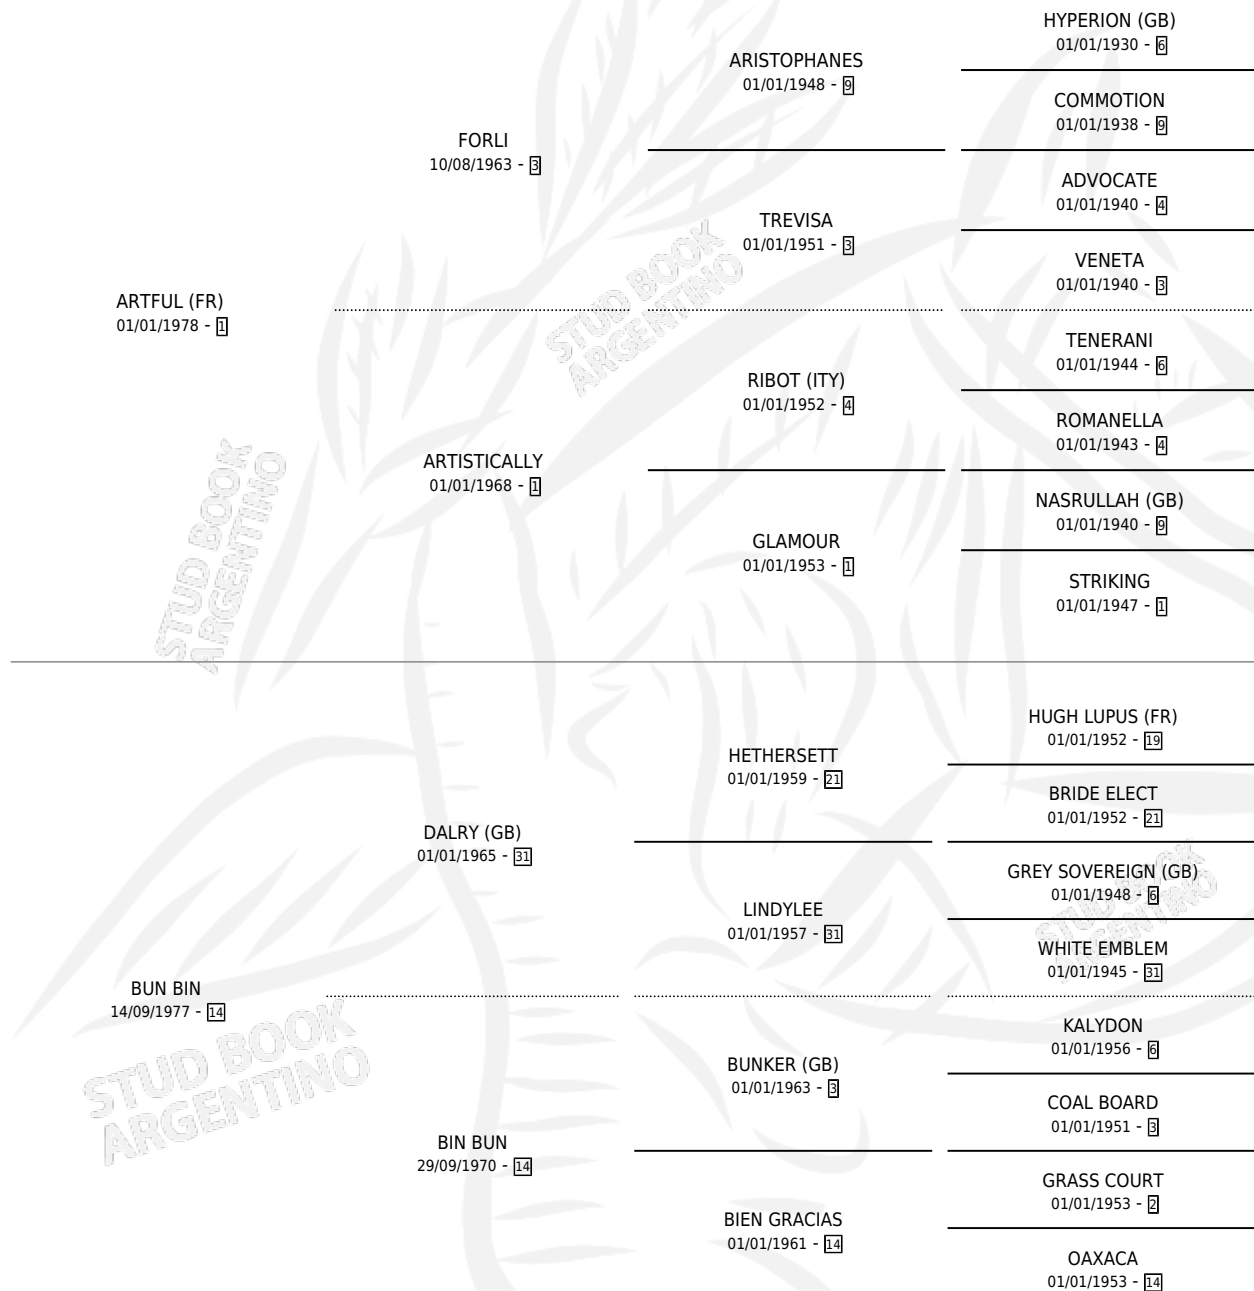 HYPERION (GB)
01/01/1930 - 6
ARISTOPHANES
01/01/1948 - 9
COMMOTION
01/01/1938 - 9
FORLI
10/08/1963 - 3
ADVOCATE
01/01/1940 - 4
TREVISA
01/01/1951 - 3
VENETA
01/01/1940 - 3
ARTFUL (FR)
01/01/1978 - 1
TENERANI
01/01/1944 - 6
RIBOT (ITY)
01/01/1952 - 4
ROMANELLA
01/01/1943 - 4
ARTISTICALLY
01/01/1968 - 1
NASRULLAH (GB)
01/01/1940 - 9
GLAMOUR
01/01/1953 - 1
STRIKING
01/01/1947 - 1
HUGH LUPUS (FR)
01/01/1952 - 19
HETHERSETT
01/01/1959 - 21
BRIDE ELECT
01/01/1952 - 21
DALRY (GB)
01/01/1965 - 31
GREY SOVEREIGN (GB)
01/01/1948 - 6
LINDYLEE
01/01/1957 - 31
WHITE EMBLEM
01/01/1945 - 31
BUN BIN
14/09/1977 - 14
KALYDON
01/01/1956 - 6
BUNKER (GB)
01/01/1963 - 3
COAL BOARD
01/01/1951 - 3
BIN BUN
29/09/1970 - 14
GRASS COURT
01/01/1953 - 2
BIEN GRACIAS
01/01/1961 - 14
OAXACA
01/01/1953 - 14
STUD BOOK
ARGENTINO
STUD BOOK
ARGENTINO
STUD BOOK
ARGENTINO
STUD BOOK
ARGENTINO